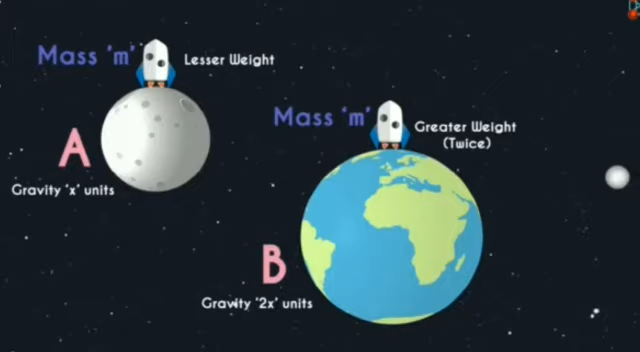 Mass 'm'
Lesser Weight
A
Gravity 'x' units
Mass 'm'
Greater Weight
(Twice)
B
Gravity '2x' units